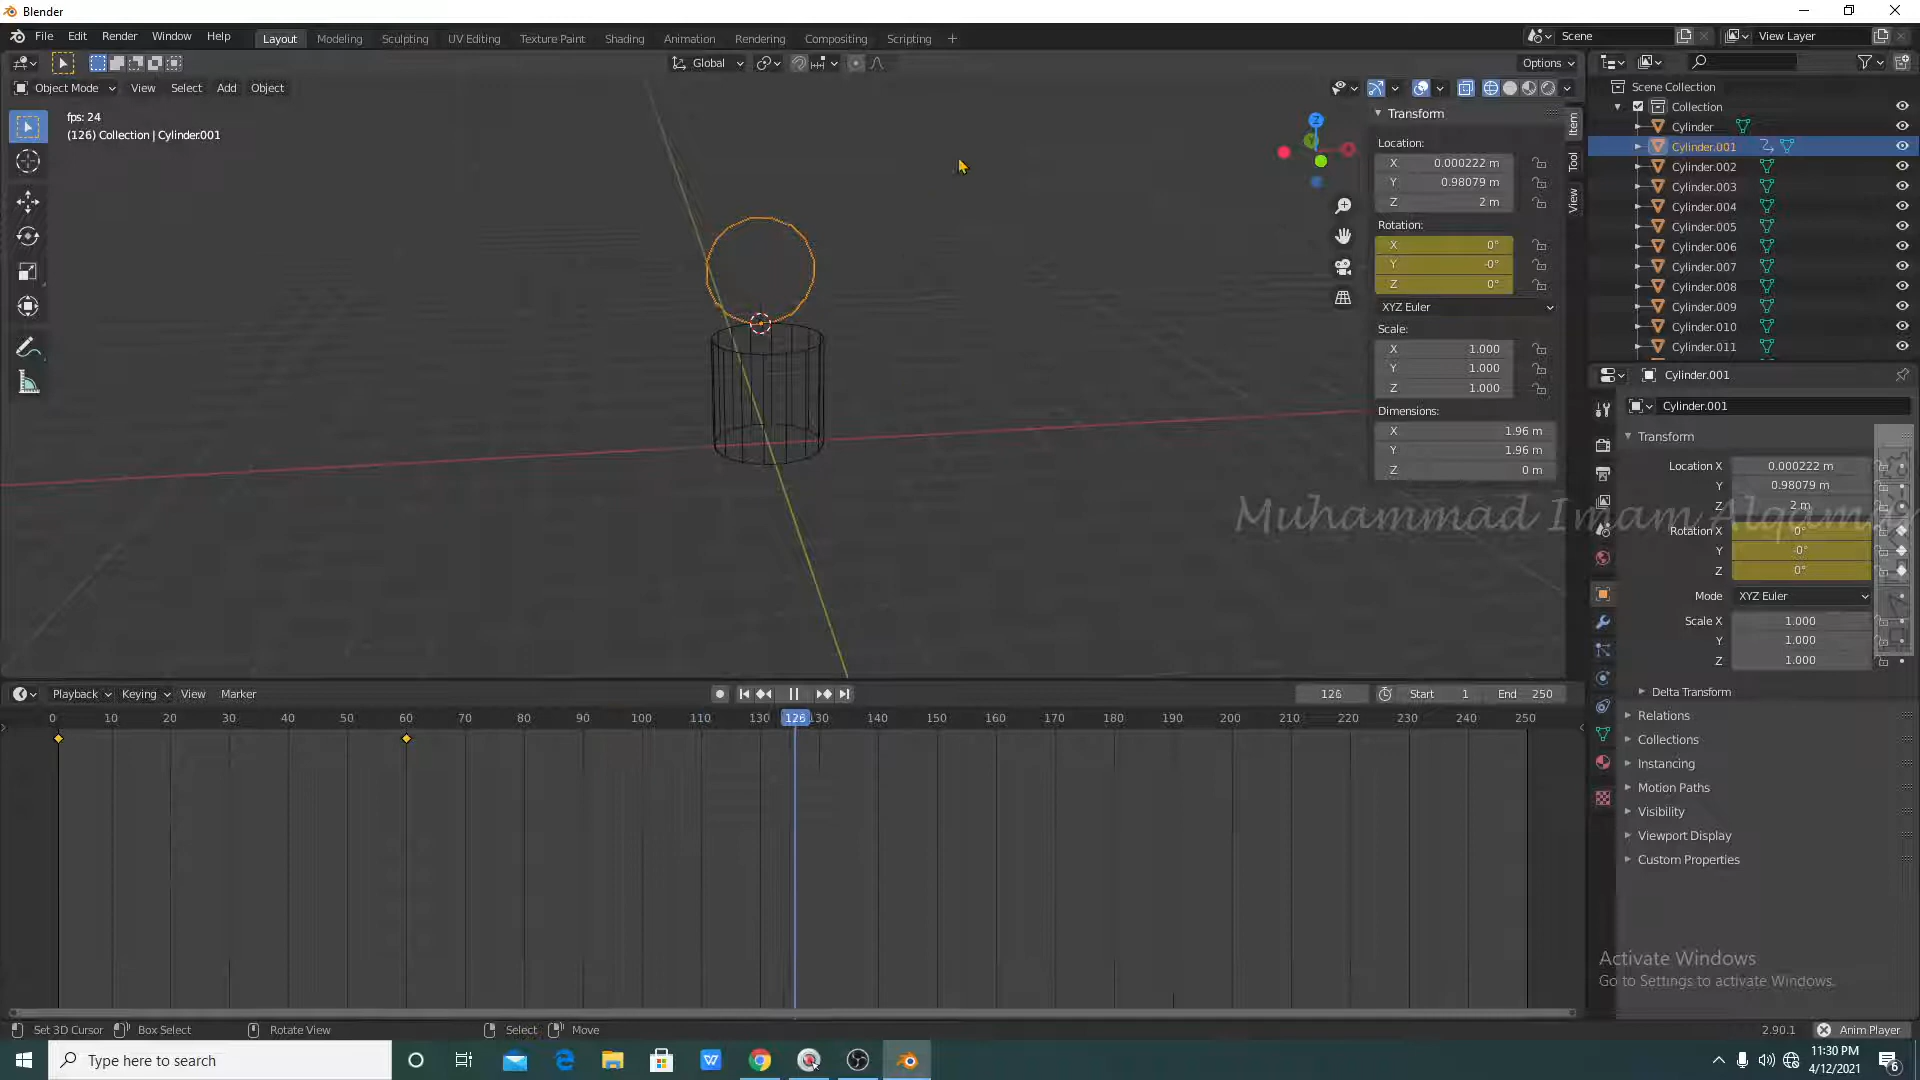 Blender
File Edit Render Window Help
Layout Modeling Sculpting UV Editing Texture Paint Shading Animation Rendering Compositing Scripting
Scene View Layer
Global Options
Object Mode View Select Add Object
fps: 24
(126) Collection | Cylinder.001
Transform
Location:
X 0.000222 m
Y 0.98079 m
Z 2 m
Rotation:
X 0°
Y -0°
Z 0°
XYZ Euler
Scale:
X 1.000
Y 1.000
Z 1.000
Dimensions:
X 1.96 m
Y 1.96 m
Z 0 m
Item
Tool
View
Z
Scene Collection
Collection
Cylinder
Cylinder.001
Cylinder.002
Cylinder.003
Cylinder.004
Cylinder.005
Cylinder.006
Cylinder.007
Cylinder.008
Cylinder.009
Cylinder.010
Cylinder.011
Cylinder.001
Cylinder.001
Transform
Location X 0.000222 m
Y 0.98079 m
Z 2 m
Rotation X 0°
Y -0°
Z 0°
Mode XYZ Euler
Scale X 1.000
Y 1.000
Z 1.000
Delta Transform
Relations
Collections
Instancing
Motion Paths
Visibility
Viewport Display
Custom Properties
Muhammad Imam
Playback Keying View Marker
126 Start 1 End 250
0 10 20 30 40 50 60 70 80 90 100 110 130 126 130 140 150 160 170 180 190 200 210 220 230 240 250
Activate Windows
Go to Settings to activate Windows.
Set 3D Cursor Box Select Rotate View Select Move
2.90.1 Anim Player
Type here to search
11:30 PM
4/12/2021
6